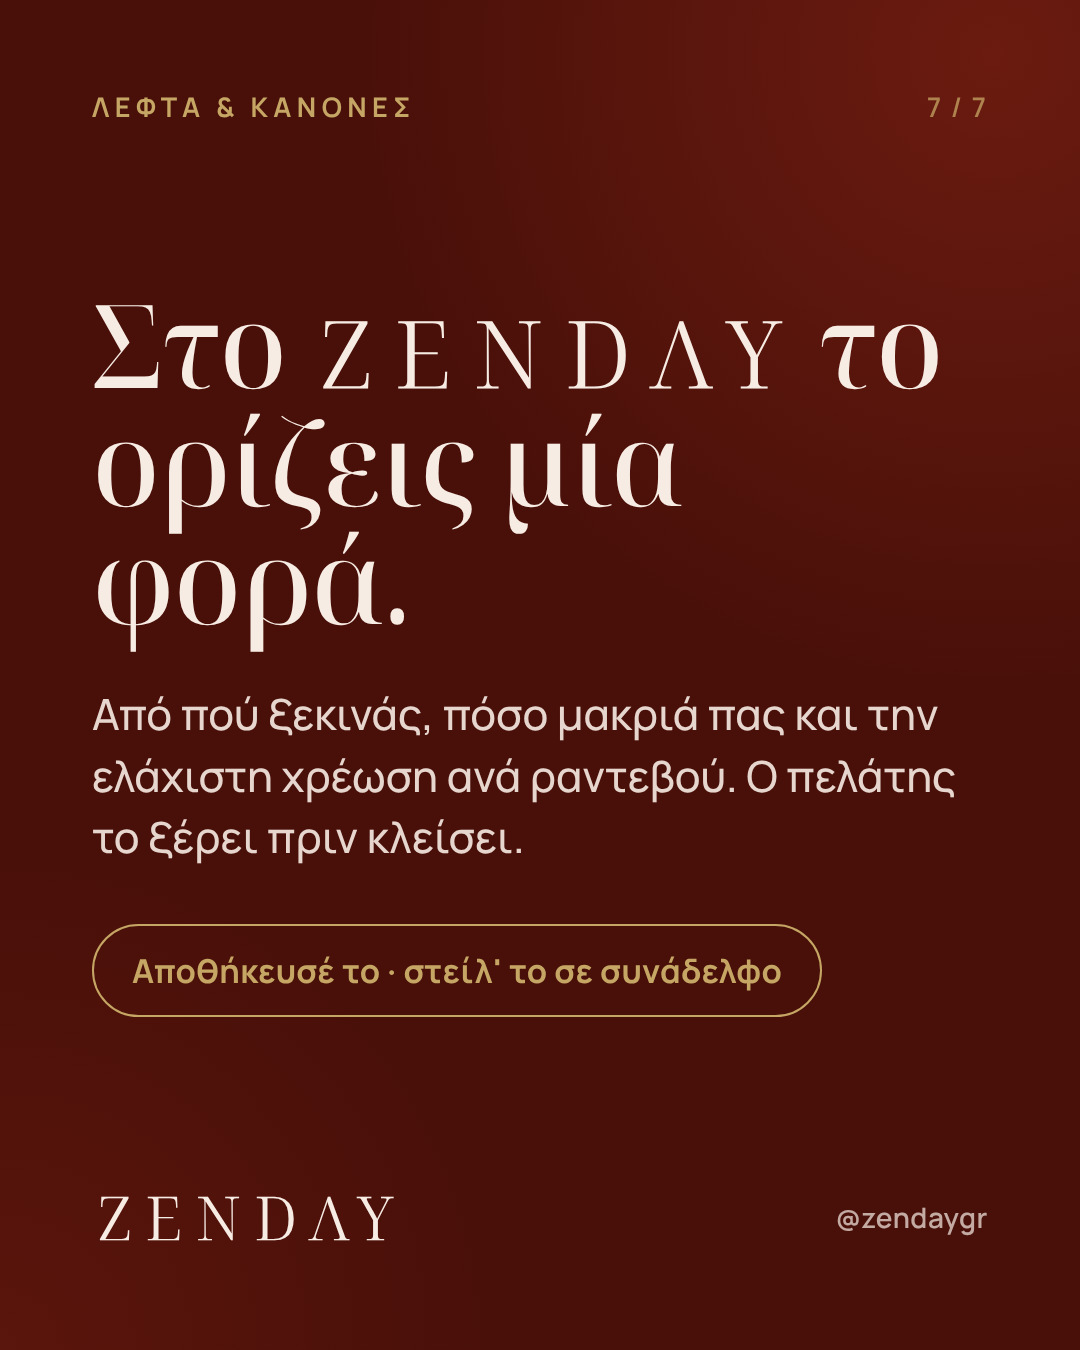 ΛΕΦΤΑ & ΚΑΝΟΝΕΣ
7 / 7
Στο ZENDAY το
ορίζεις μία
φορά.
Από πού ξεκινάς, πόσο μακριά πας και την
ελάχιστη χρέωση ανά ραντεβού. Ο πελάτης
το ξέρει πριν κλείσει.
Αποθήκευσέ το · στείλ' το σε συνάδελφο
ZENDAY
@zendaygr